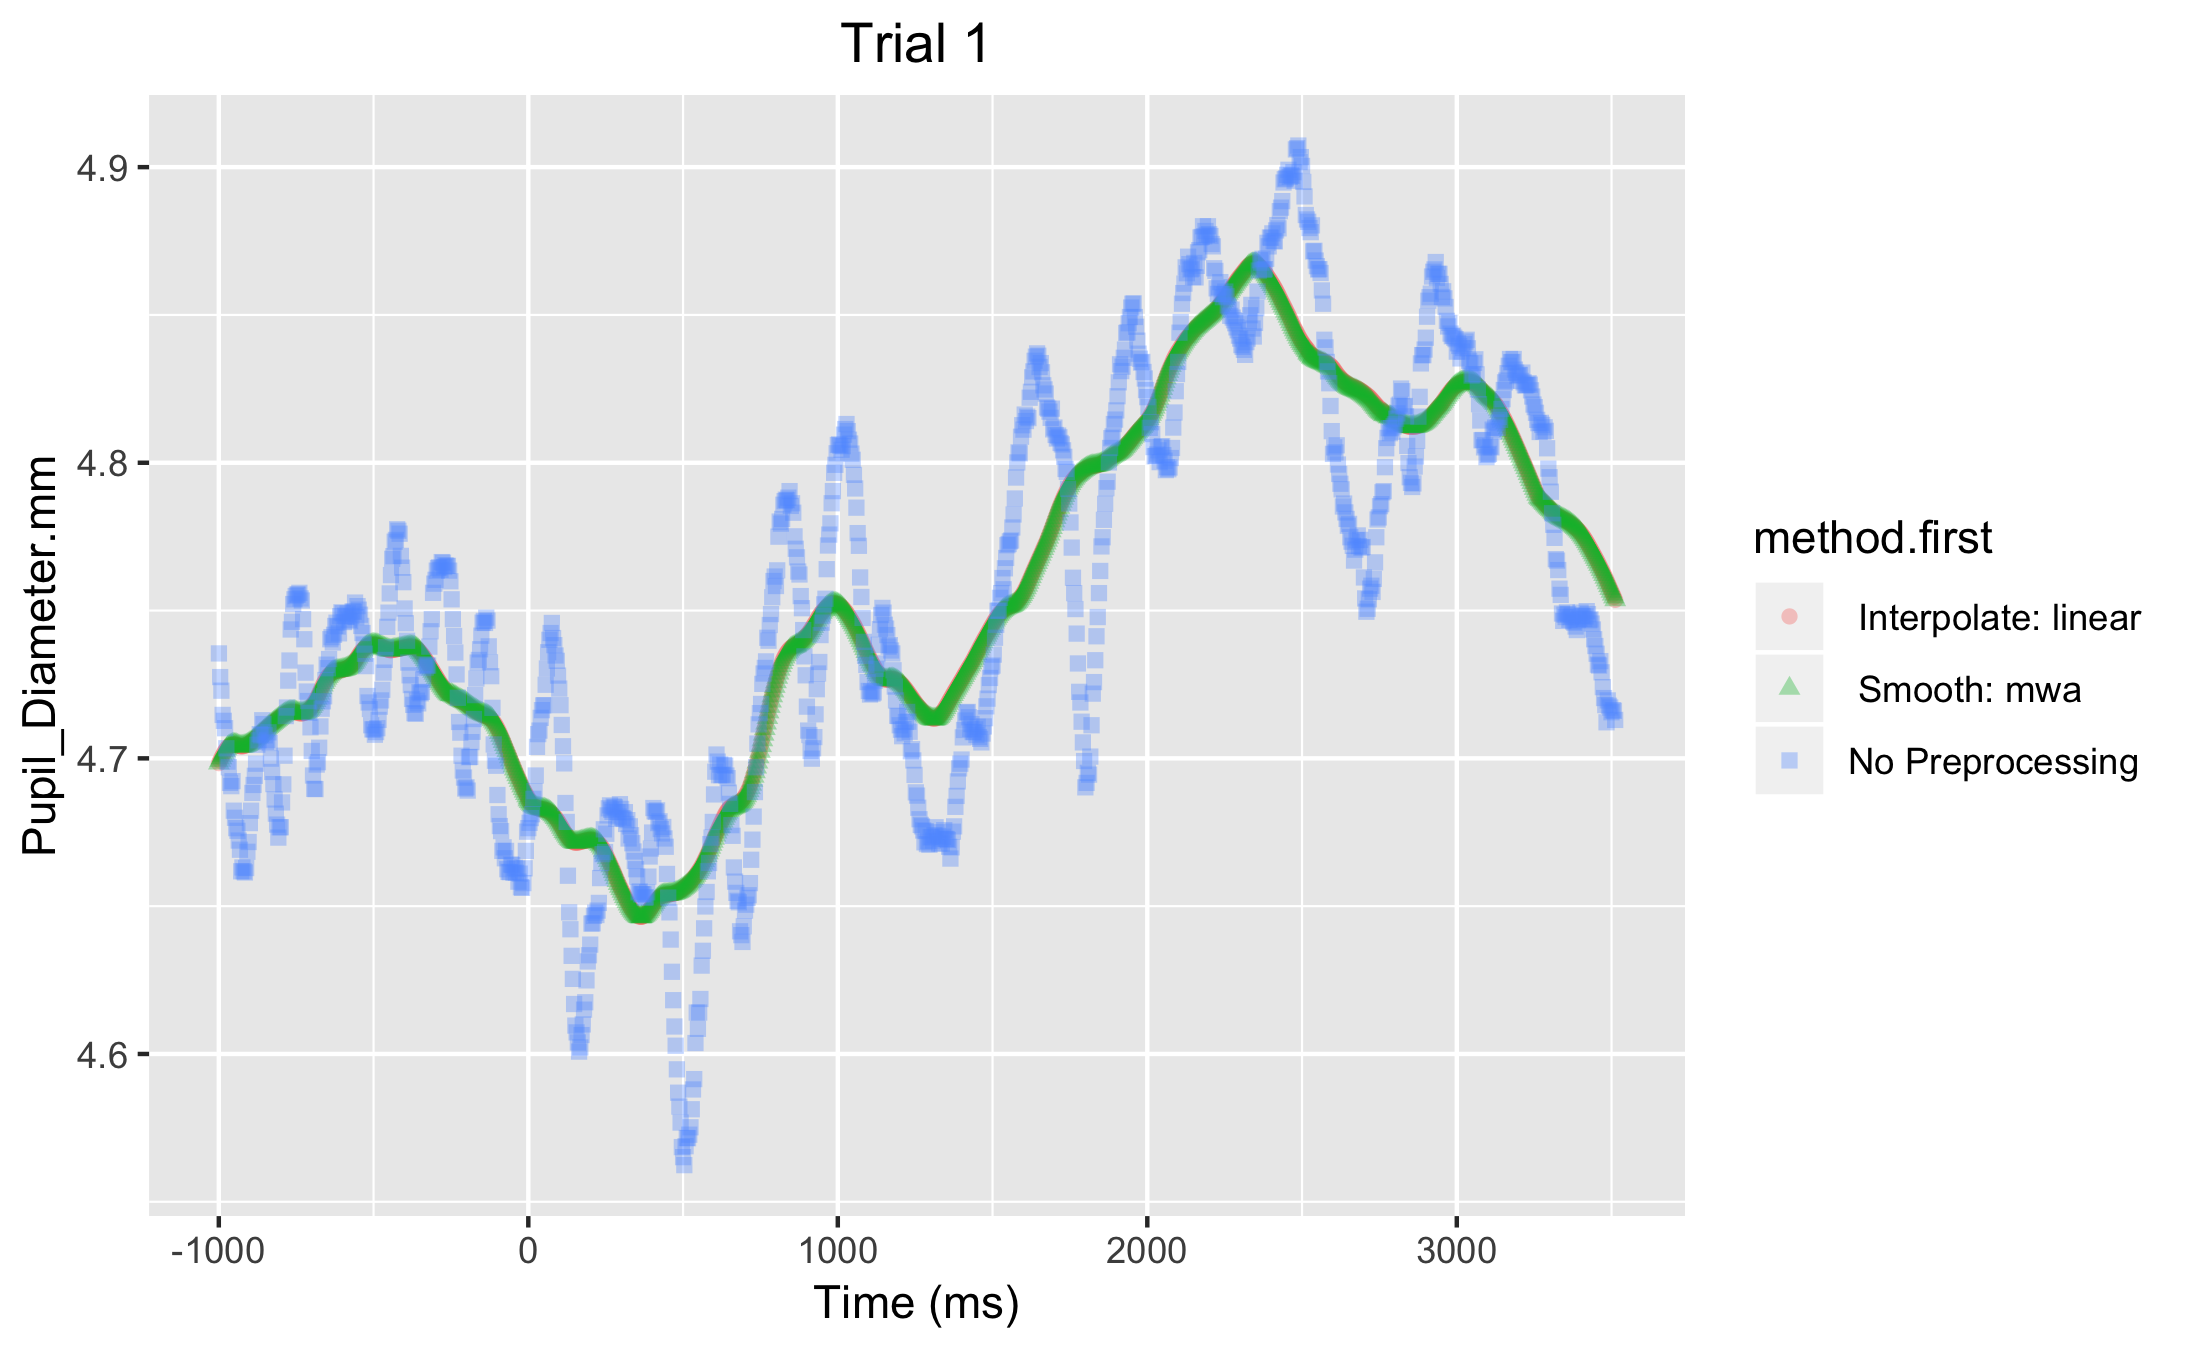 Trial 1
Pupil_Diameter.mm
4.9
4.8
4.7
4.6
-1000
0
1000
2000
3000
Time (ms)
method.first
Interpolate: linear
Smooth: mwa
No Preprocessing